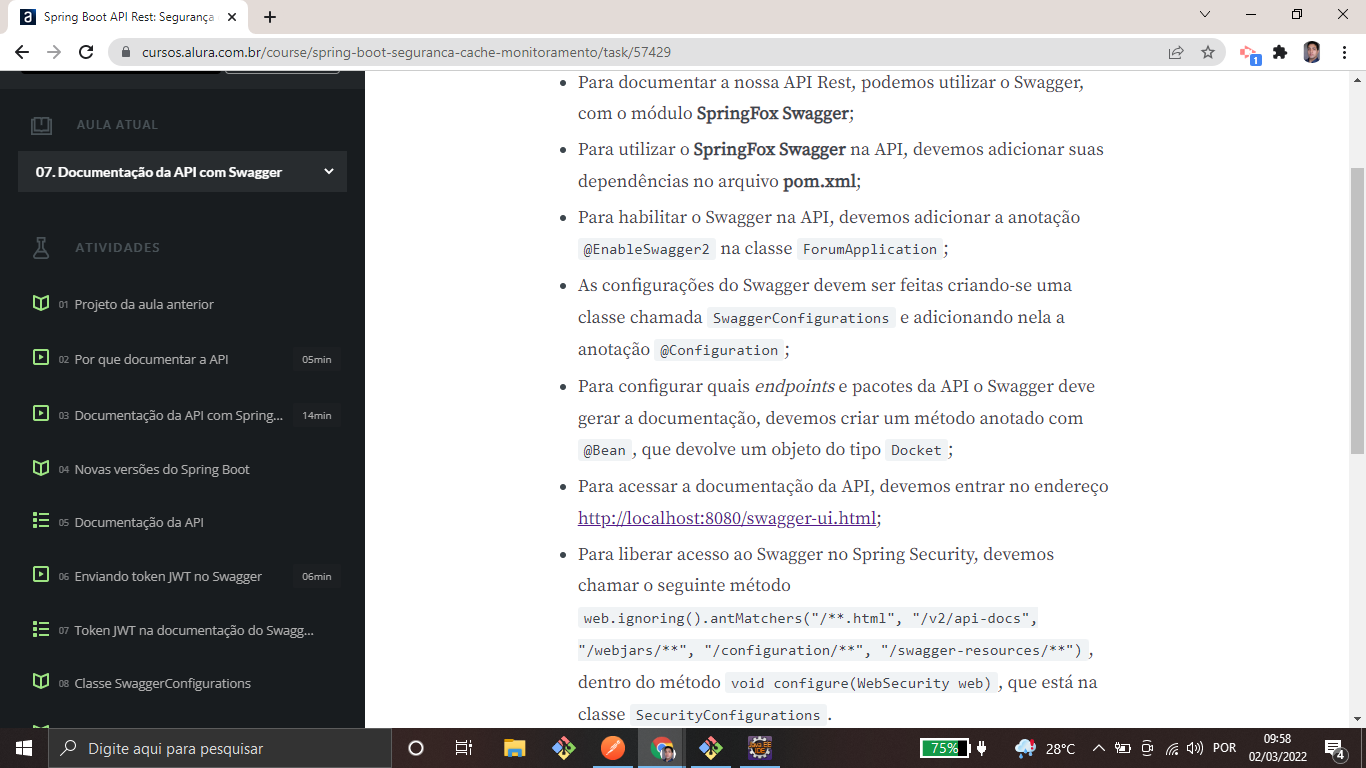 Spring Boot API Rest: Segurança
cursos.alura.com.br/course/spring-boot-seguranca-cache-monitoramento/task/57429
1
AULA ATUAL
07. Documentação da API com Swagger
ATIVIDADES
01 Projeto da aula anterior
02 Por que documentar a API 05min
03 Documentação da API com Spring... 14min
04 Novas versões do Spring Boot
05 Documentação da API
06 Enviando token JWT no Swagger 06min
07 Token JWT na documentação do Swagg...
08 Classe SwaggerConfigurations
• Para documentar a nossa API Rest, podemos utilizar o Swagger,
com o módulo SpringFox Swagger;
• Para utilizar o SpringFox Swagger na API, devemos adicionar suas
dependências no arquivo pom.xml;
• Para habilitar o Swagger na API, devemos adicionar a anotação
@EnableSwagger2 na classe ForumApplication;
• As configurações do Swagger devem ser feitas criando-se uma
classe chamada SwaggerConfigurations e adicionando nela a
anotação @Configuration;
• Para configurar quais endpoints e pacotes da API o Swagger deve
gerar a documentação, devemos criar um método anotado com
@Bean, que devolve um objeto do tipo Docket;
• Para acessar a documentação da API, devemos entrar no endereço
http://localhost:8080/swagger-ui.html;
• Para liberar acesso ao Swagger no Spring Security, devemos
chamar o seguinte método
web.ignoring().antMatchers("/**.html", "/v2/api-docs",
"/webjars/**", "/configuration/**", "/swagger-resources/**"),
dentro do método void configure(WebSecurity web), que está na
classe SecurityConfigurations.
Digite aqui para pesquisar
75%
28°C
POR
09:58
02/03/2022
4